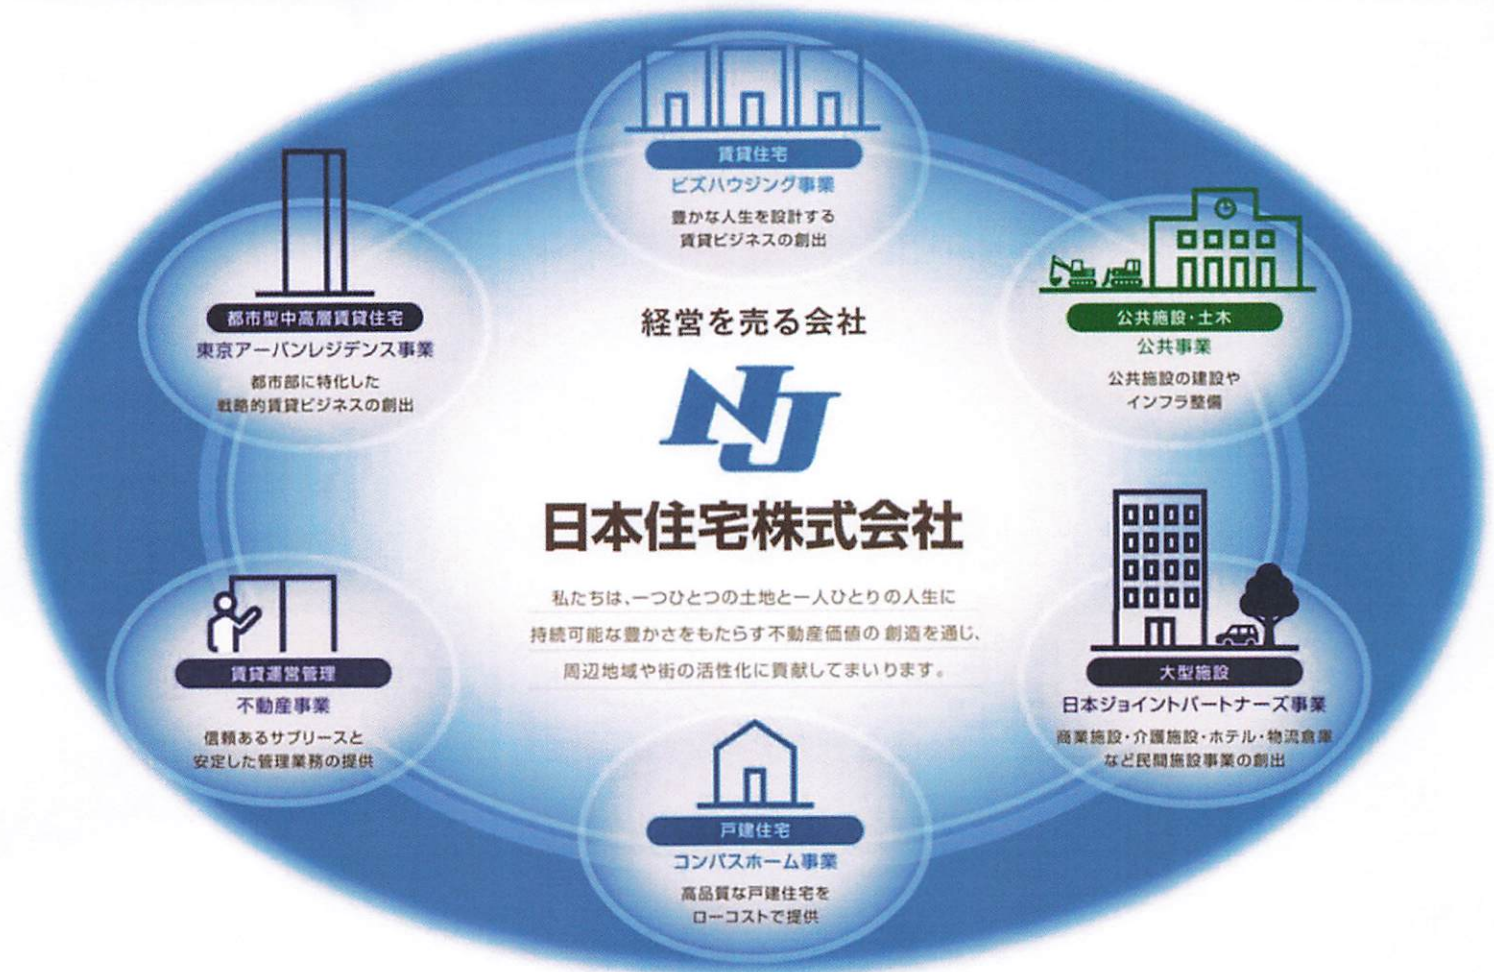 賃貸住宅
ビズハウジング事業
豊かな人生を設計する
賃貸ビジネスの創出
都市型中高層賃貸住宅
東京アーバンレジデンス事業
都市部に特化した
戦略的賃貸ビジネスの創出
公共施設・土木
公共事業
公共施設の建設や
インフラ整備
経営を売る会社
NJ
日本住宅株式会社
私たちは、一つひとつの土地と一人ひとりの人生に
持続可能な豊かさをもたらす不動産価値の創造を通じ、
周辺地域や街の活性化に貢献してまいります。
賃貸運営管理
不動産事業
信頼あるサブリースと
安定した管理業務の提供
大型施設
日本ジョイントパートナーズ事業
商業施設・介護施設・ホテル・物流倉庫
など民間施設事業の創出
戸建住宅
コンパスホーム事業
高品質な戸建住宅を
ローコストで提供